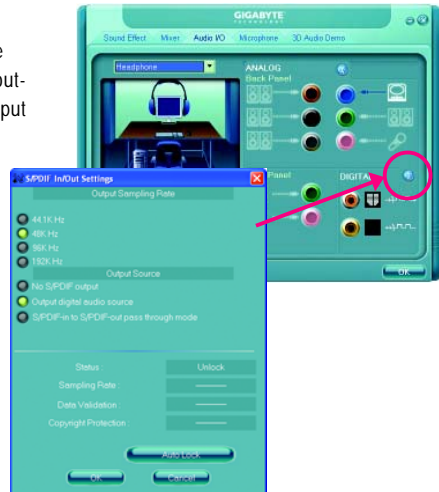 e
out-
put
GIGABYTE
Sound Effect Mixer Audio I/O Microphone 3D Audio Demo
Headphone
ANALOG
Back Panel
Panel
DIGITAL
OK
S/PDIF In/Out Settings
Output Sampling Rate
44.1K Hz
48K Hz
96K Hz
192K Hz
Output Source
No S/PDIF output
Output digital audio source
S/PDIF-in to S/PDIF-out pass through mode
Status : Unlock
Sampling Rate :
Data Validation :
Copyright Protection :
Auto Lock
OK Cancel